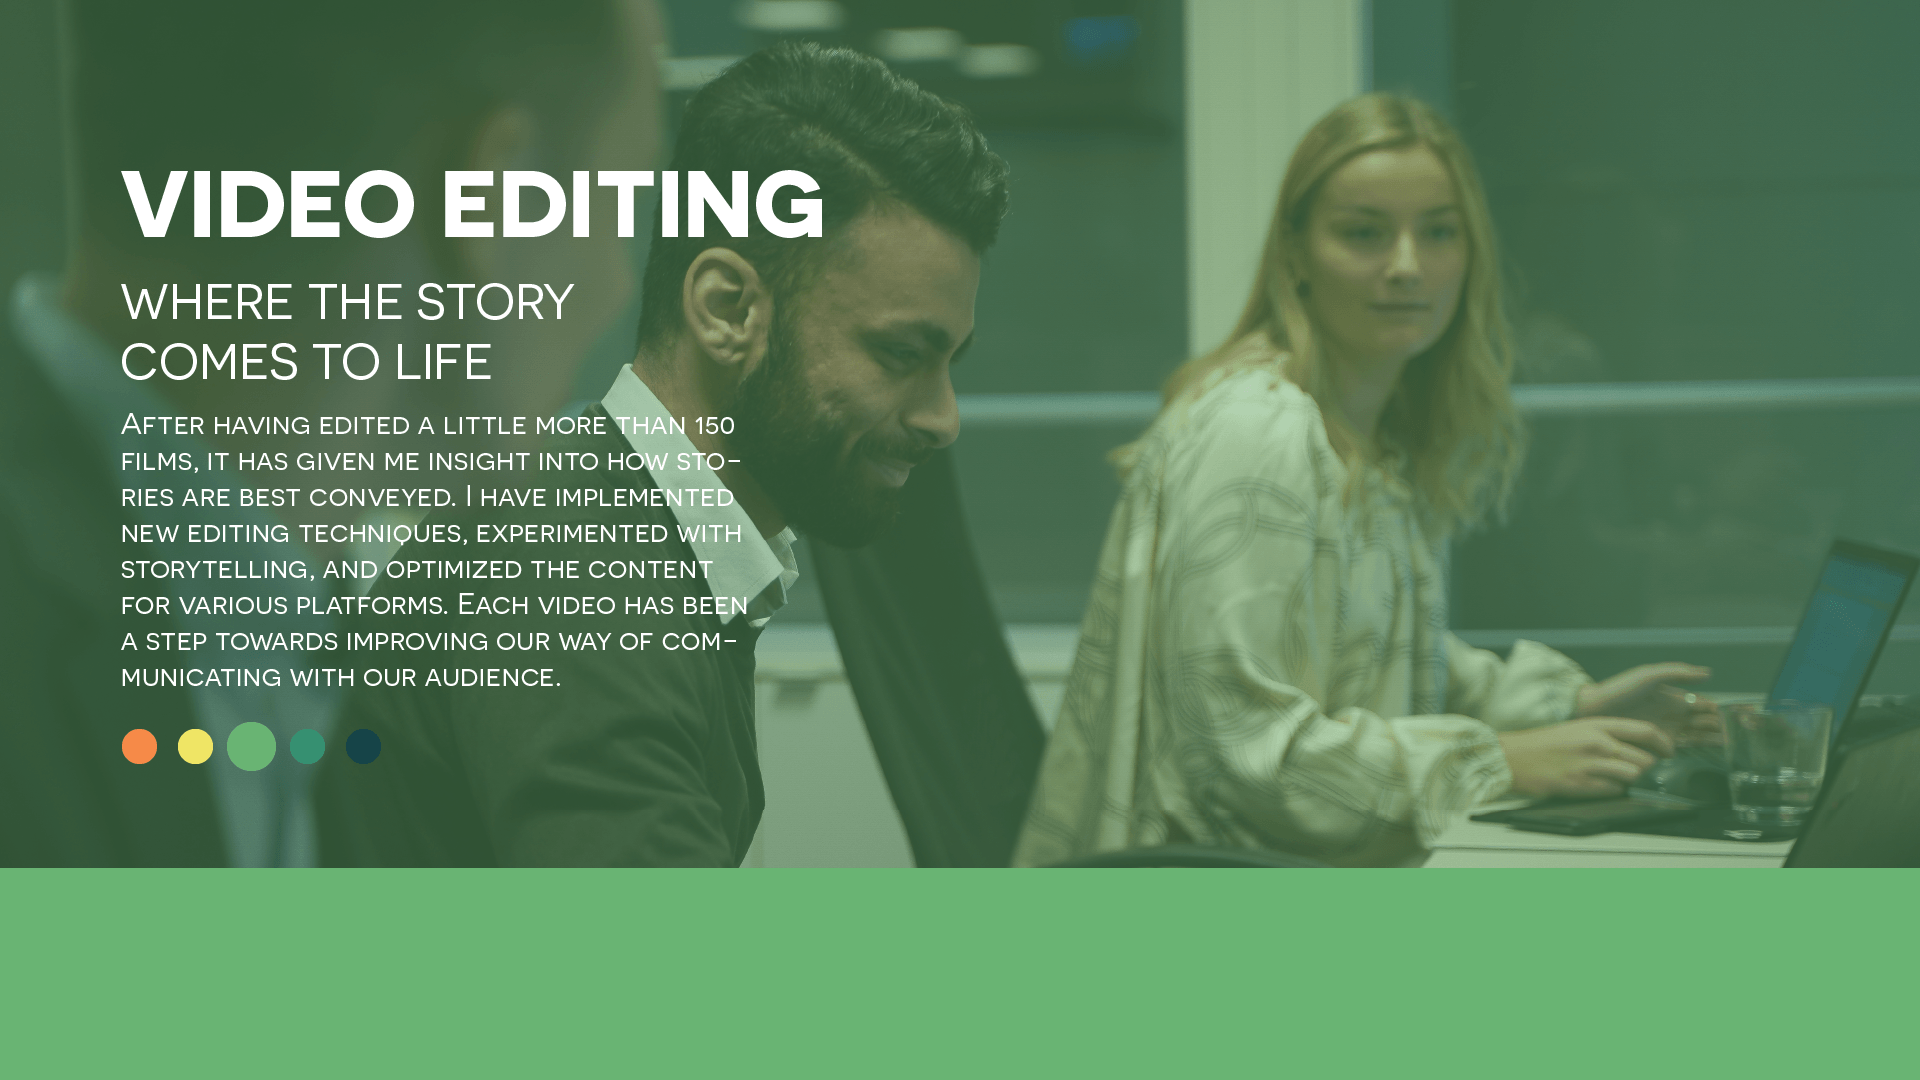 VIDEO EDITING
WHERE THE STORY
COMES TO LIFE
AFTER HAVING EDITED A LITTLE MORE THAN 150
FILMS, IT HAS GIVEN ME INSIGHT INTO HOW STO-
RIES ARE BEST CONVEYED. I HAVE IMPLEMENTED
NEW EDITING TECHNIQUES, EXPERIMENTED WITH
STORYTELLING, AND OPTIMIZED THE CONTENT
FOR VARIOUS PLATFORMS. EACH VIDEO HAS BEEN
A STEP TOWARDS IMPROVING OUR WAY OF COM-
MUNICATING WITH OUR AUDIENCE.